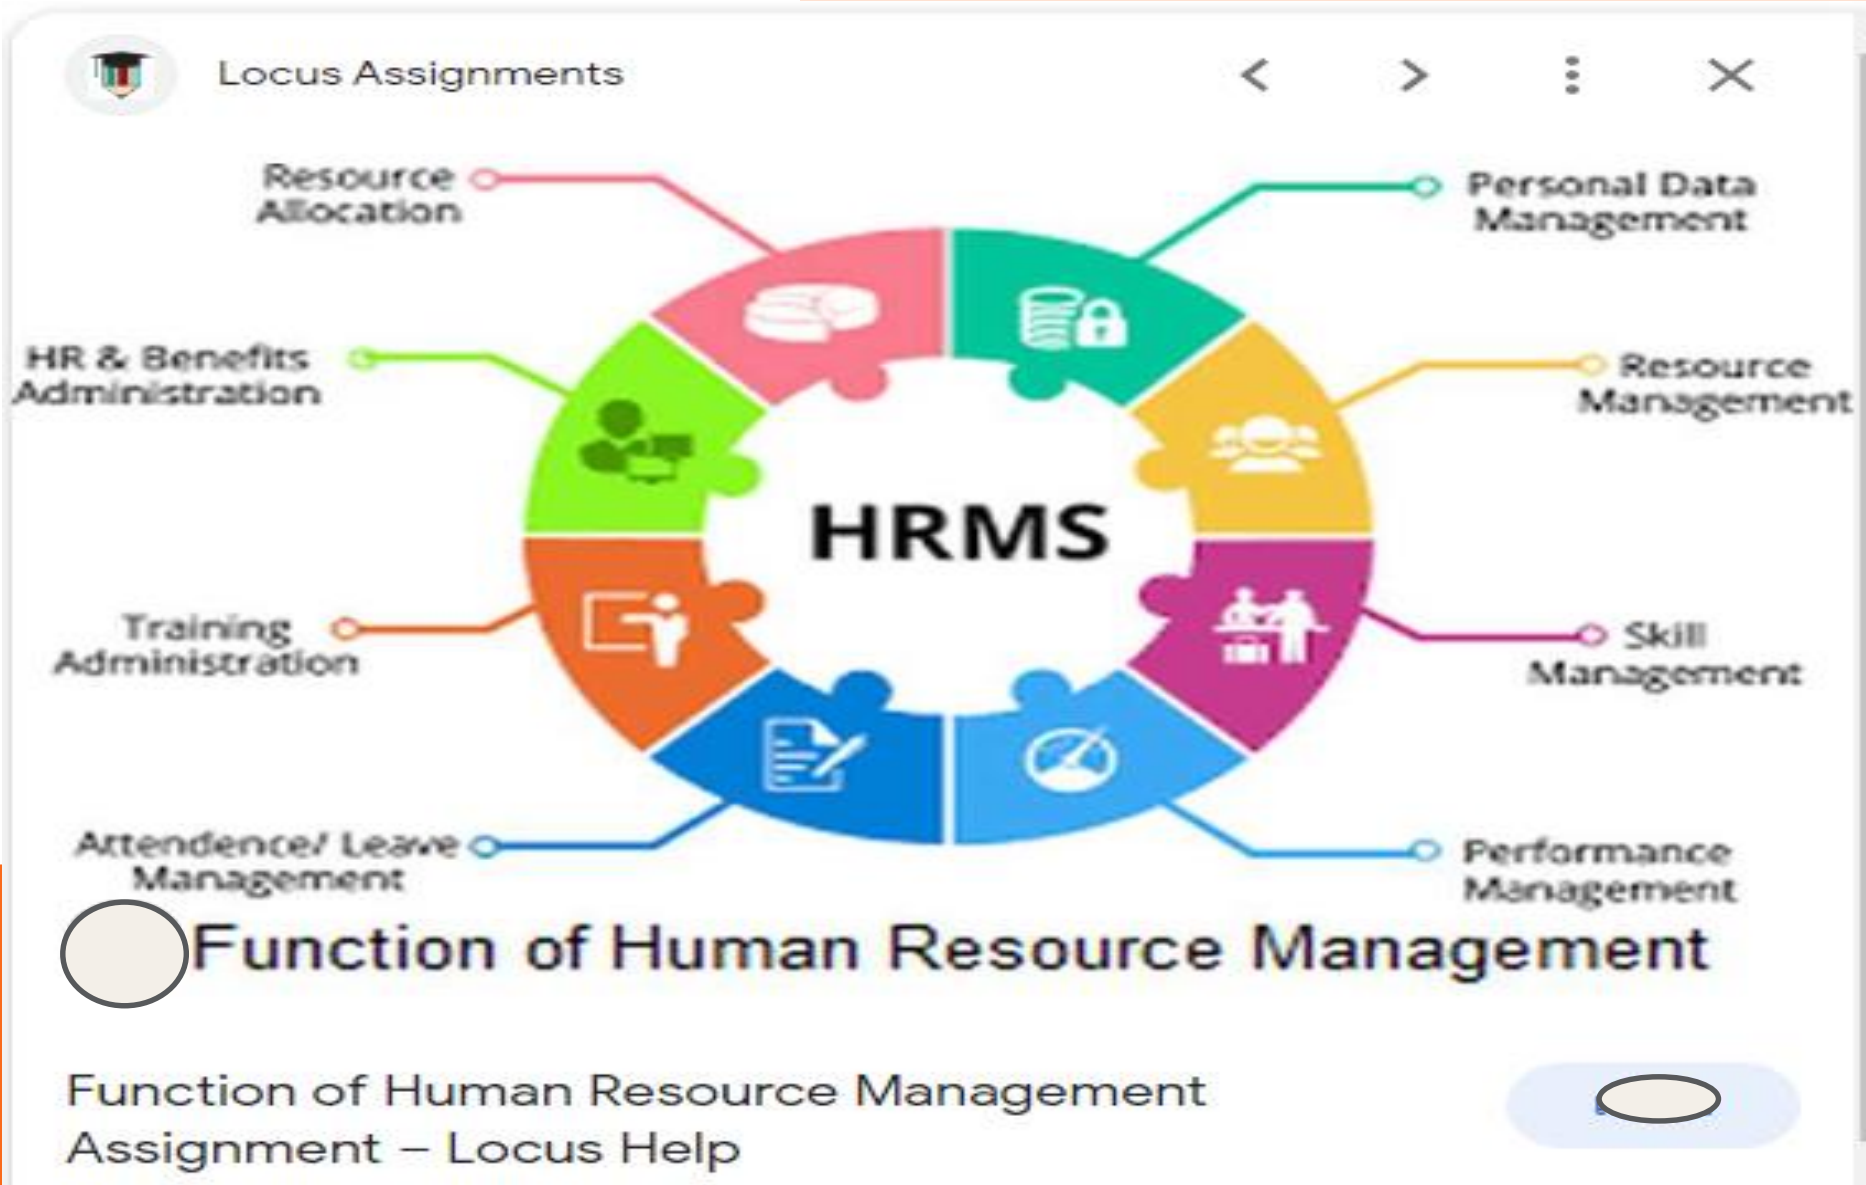 Locus Assignments
Resource
Allocation
Personal Data
Management
HR & Benefits
Administration
Resource
Management
HRMS
Training
Administration
Skill
Management
Attendence/ Leave
Management
Performance
Management
Function of Human Resource Management
Function of Human Resource Management
Assignment – Locus Help